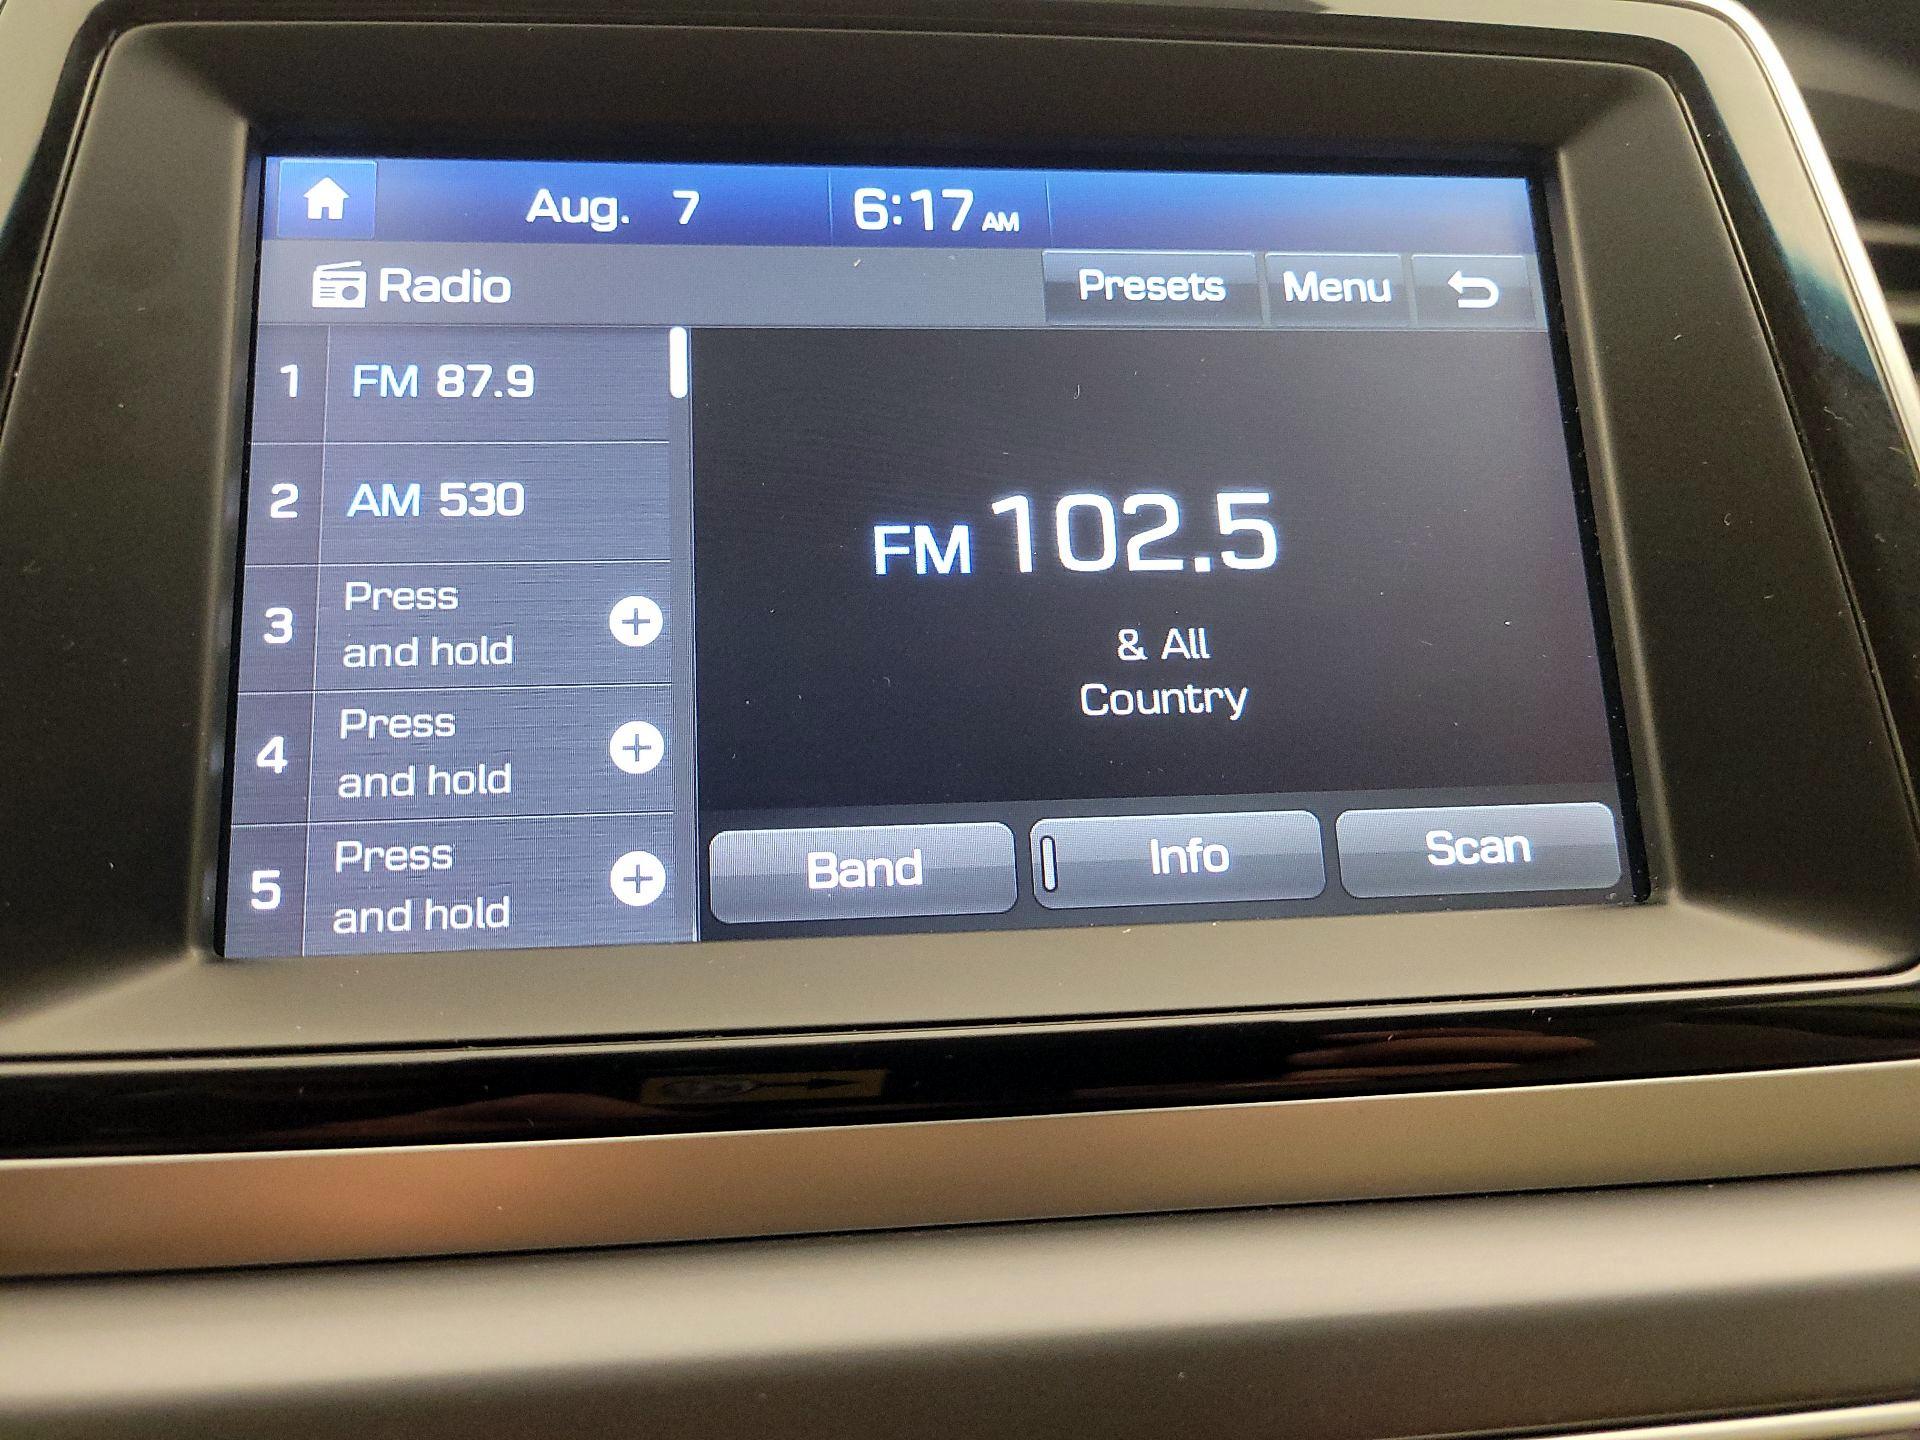 Aug. 7 6:17 AM
Radio Presets Menu
1 FM 87.9
2 AM 530
3 Press
and hold
4 Press
and hold
5 Press
and hold
FM 102.5
& All
Country
Band Info Scan